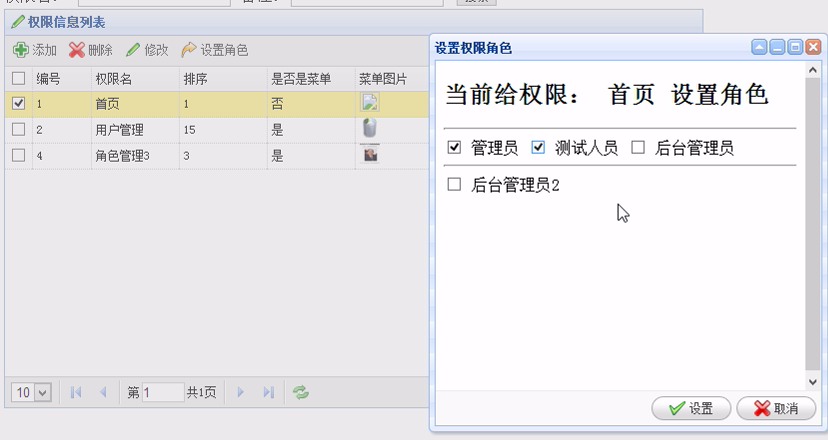 权限信息列表
添加 删除 修改 设置角色
编号 权限名 排序 是否是菜单 菜单图片
1 首页 1 否
2 用户管理 15 是
4 角色管理3 3 是
10 第 1 共1页
设置权限角色
当前给权限： 首页 设置角色
管理员 测试人员 后台管理员
后台管理员2
设置 取消